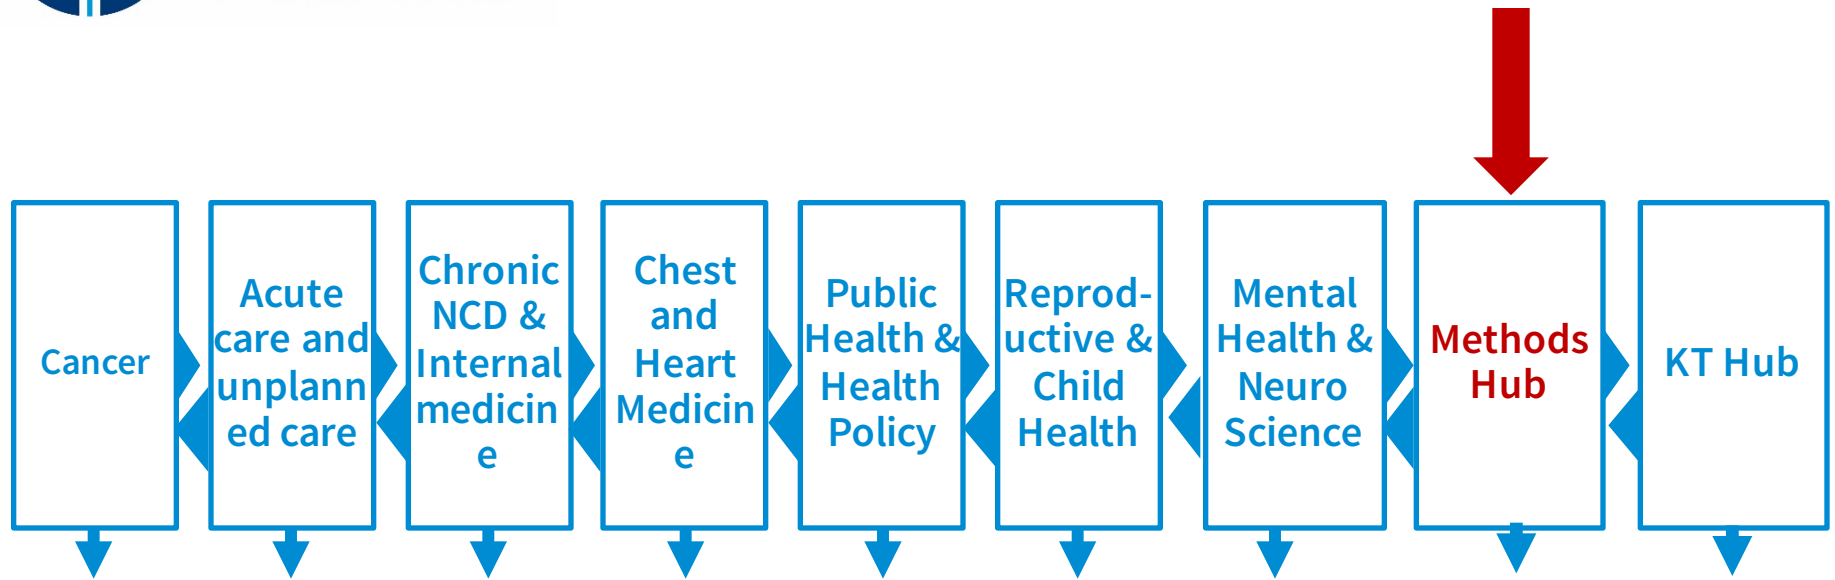 Cancer
Acute
care and
unplann
ed care
Chronic
NCD &
Internal
medicin
e
Chest
and
Heart
Medicin
e
Public
Health &
Health
Policy
Reprod-
uctive &
Child
Health
Mental
Health &
Neuro
Science
Methods
Hub
KT Hub